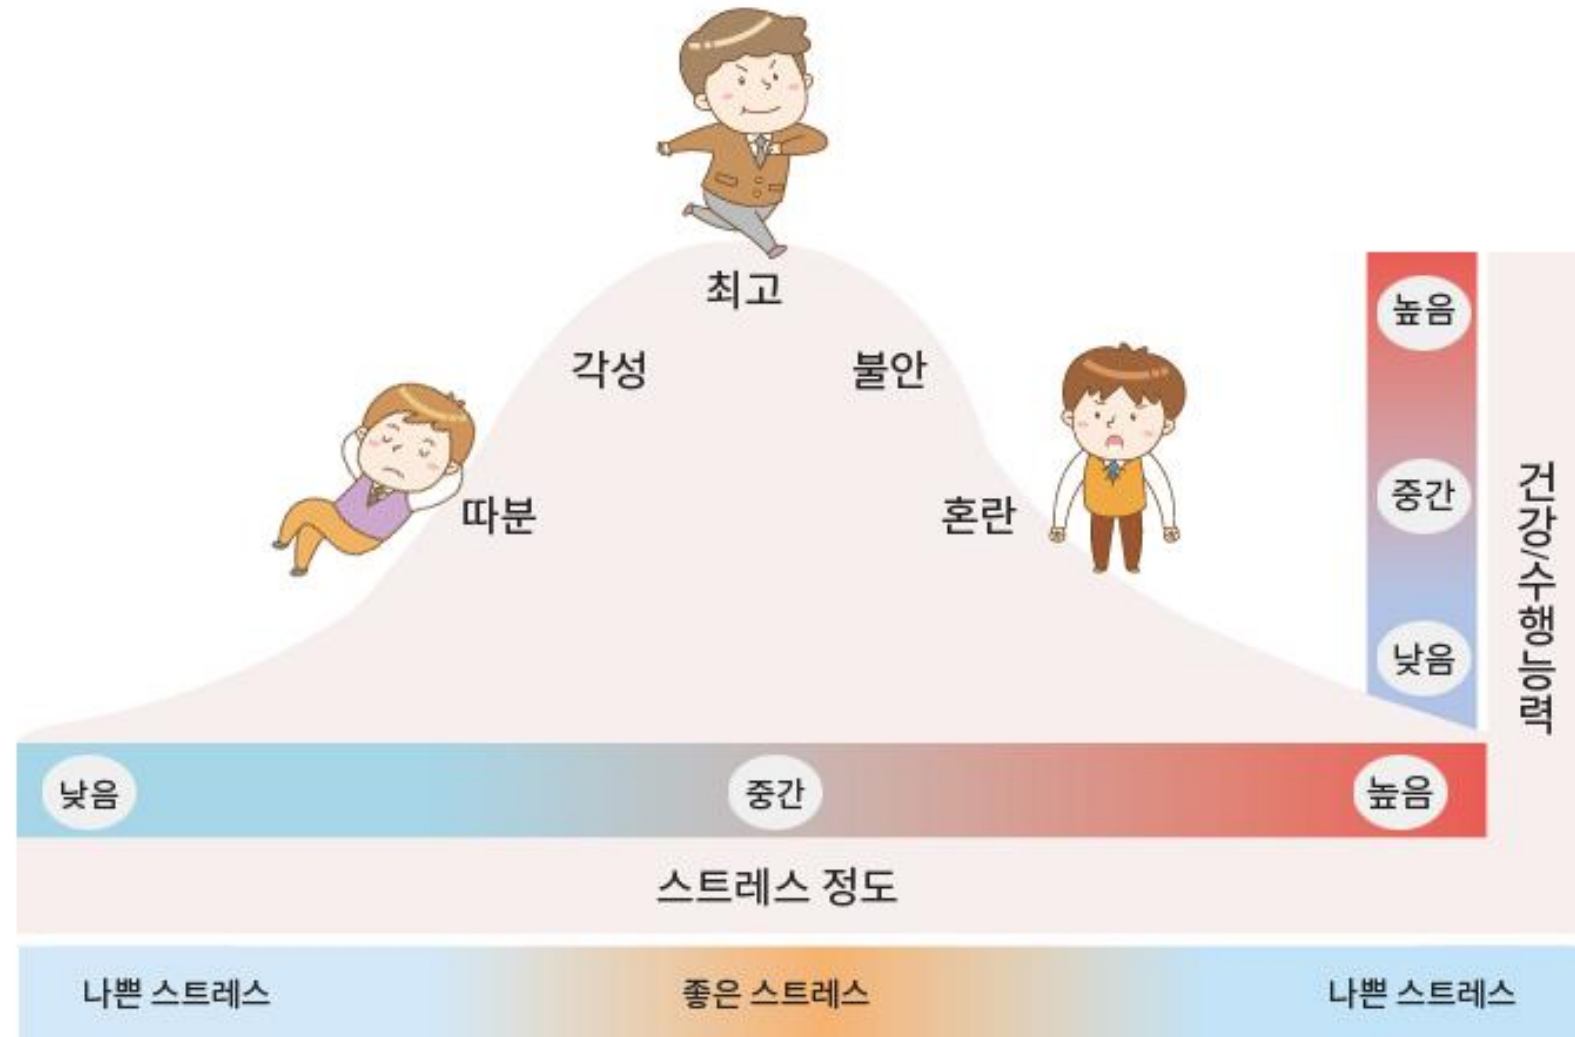 최고
각성
불안
따분
혼란
높음
중간
낮음
건강/수행능력
낮음
중간
높음
스트레스 정도
나쁜 스트레스
좋은 스트레스
나쁜 스트레스